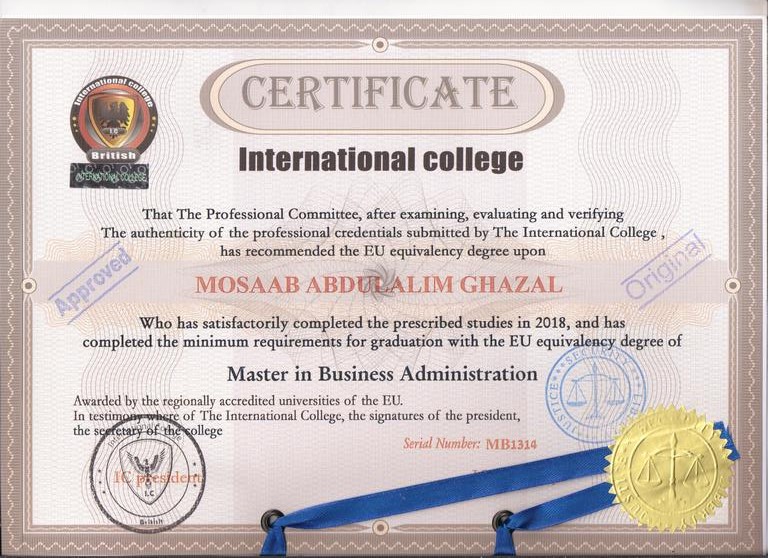 International college
I.C
British
INTERNATIONAL COLLEGE
CERTIFICATE
International college
That The Professional Committee, after examining, evaluating and verifying
The authenticity of the professional credentials submitted by The International College ,
has recommended the EU equivalency degree upon
Approved
Original
MOSAAB ABDULALIM GHAZAL
Who has satisfactorily completed the prescribed studies in 2018, and has
completed the minimum requirements for graduation with the EU equivalency degree of
Master in Business Administration
Awarded by the regionally accredited universities of the EU.
In testimony where of The International College, the signatures of the president,
the secretary of the college
Serial Number: MB1314
SECURITY
JUSTICE
International College
I.C
British
IC president